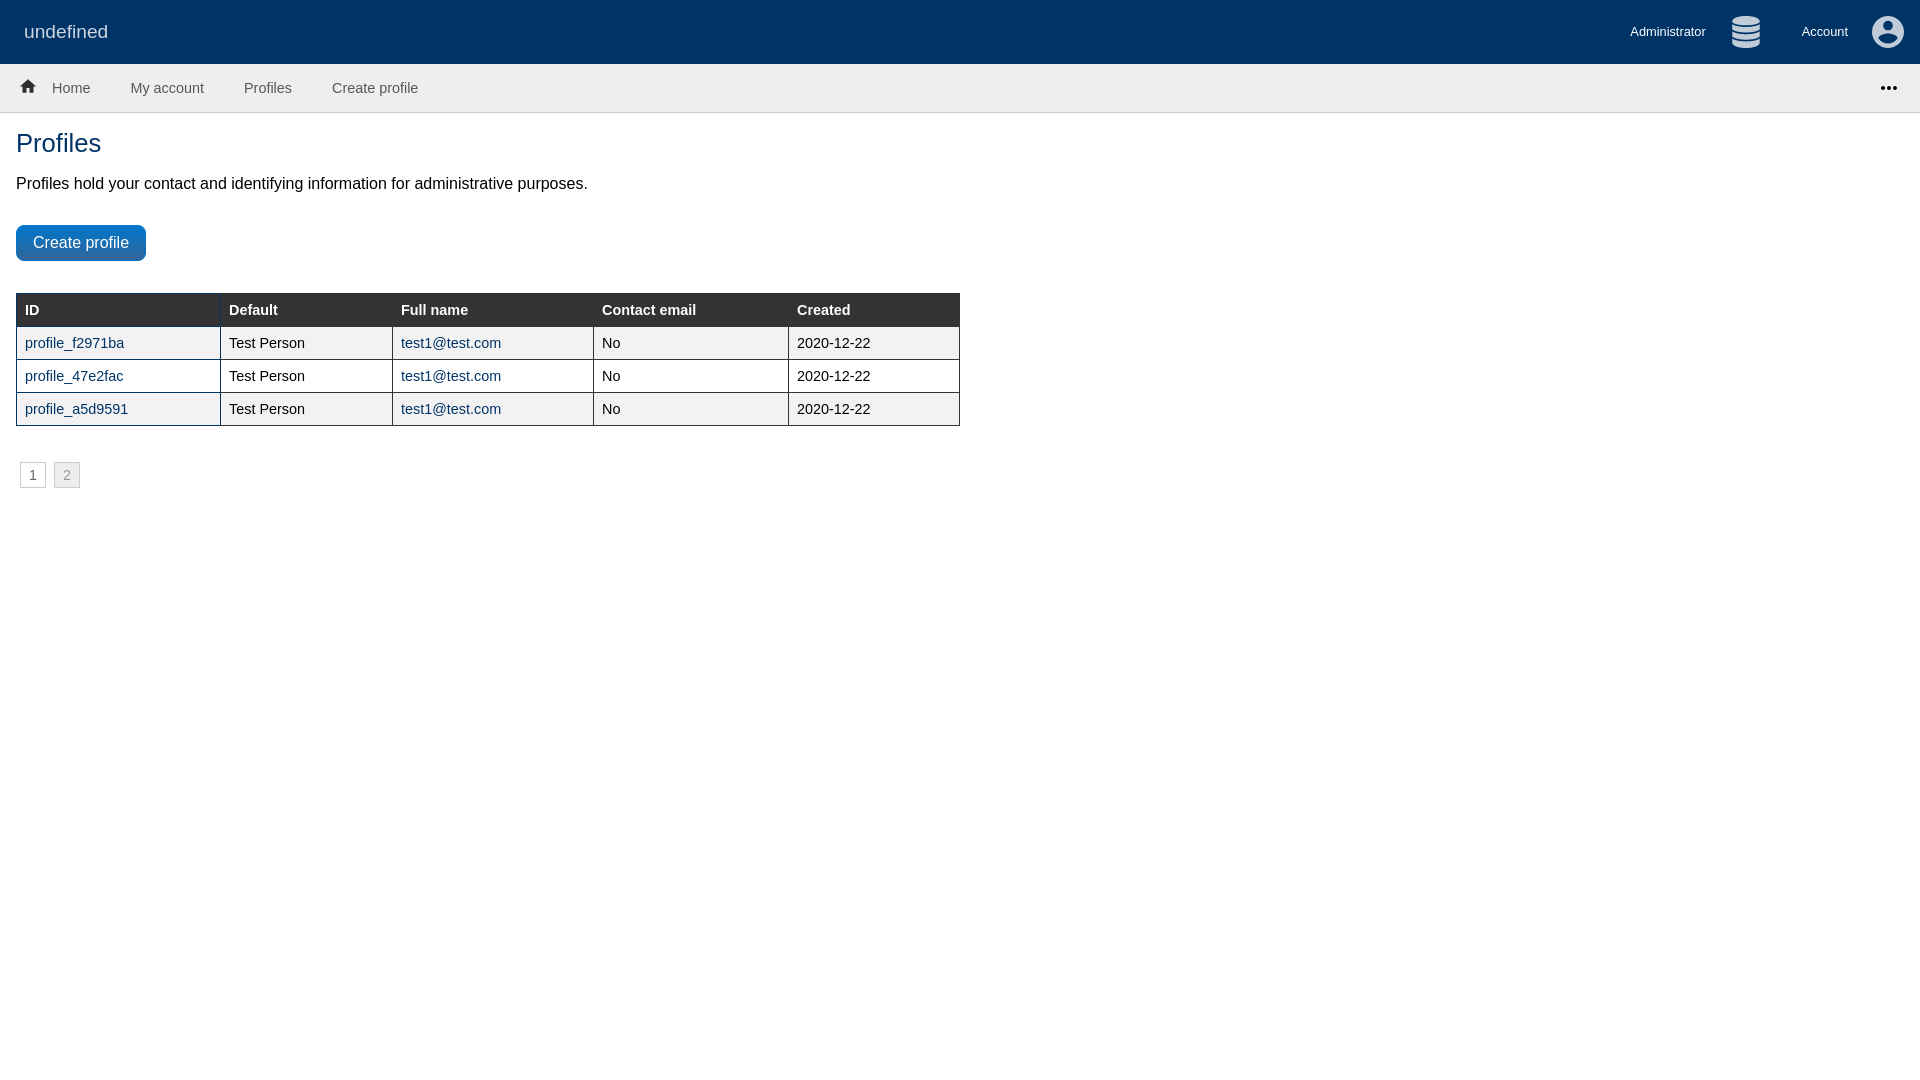 undefined
Administrator
Account
Home
My account
Profiles
Create profile
Profiles
Profiles hold your contact and identifying information for administrative purposes.
Create profile
ID Default Full name Contact email Created
profile_f2971ba Test Person test1@test.com No 2020-12-22
profile_47e2fac Test Person test1@test.com No 2020-12-22
profile_a5d9591 Test Person test1@test.com No 2020-12-22
1 2